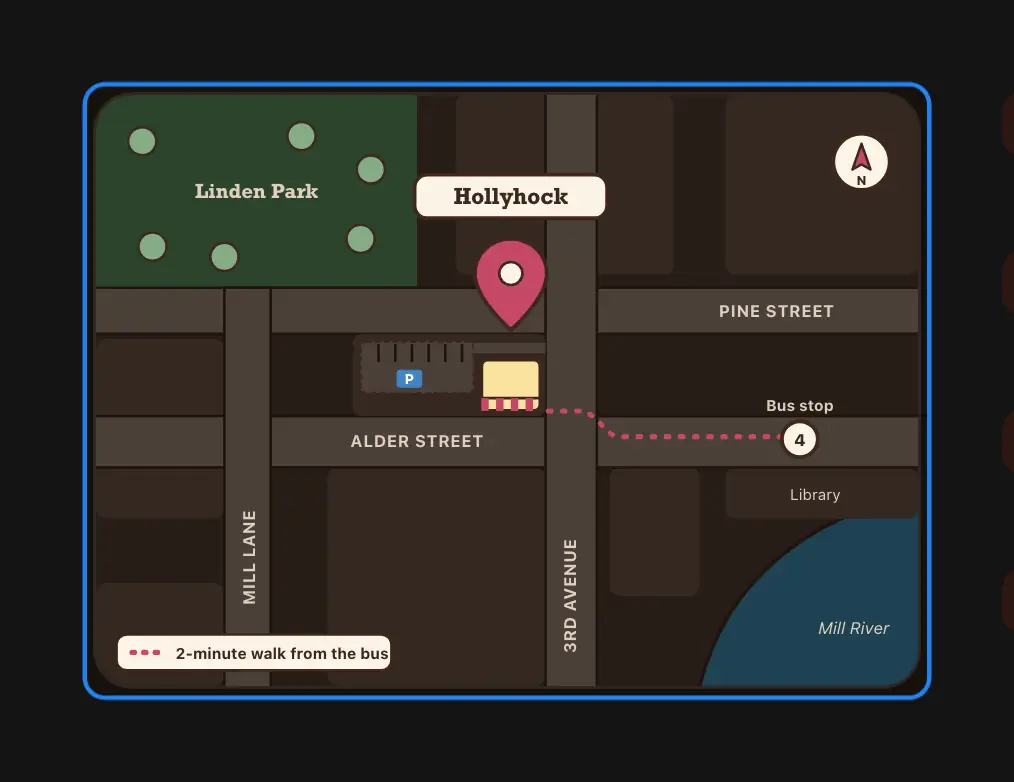 Linden Park
N
Hollyhock
PINE STREET
P
Bus stop
4
ALDER STREET
Library
MILL LANE
3RD AVENUE
Mill River
2-minute walk from the bus